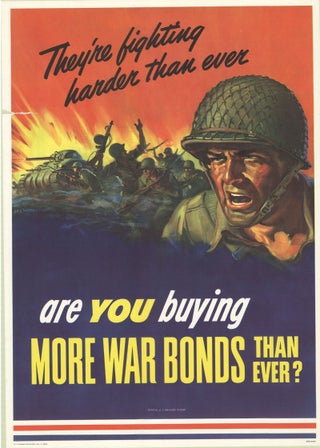 They're fighting
harder than ever
are YOU buying
MORE WAR BONDS THAN
EVER?